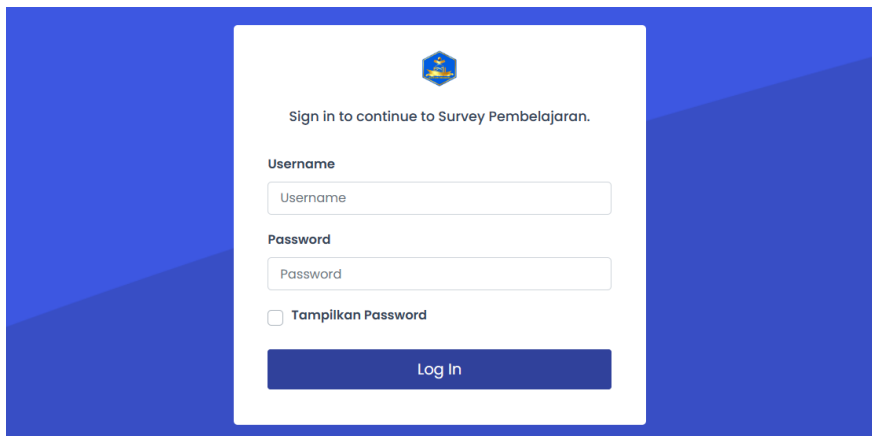 Sign in to continue to Survey Pembelajaran.
Username
Username
Password
Password
Tampilkan Password
Log In